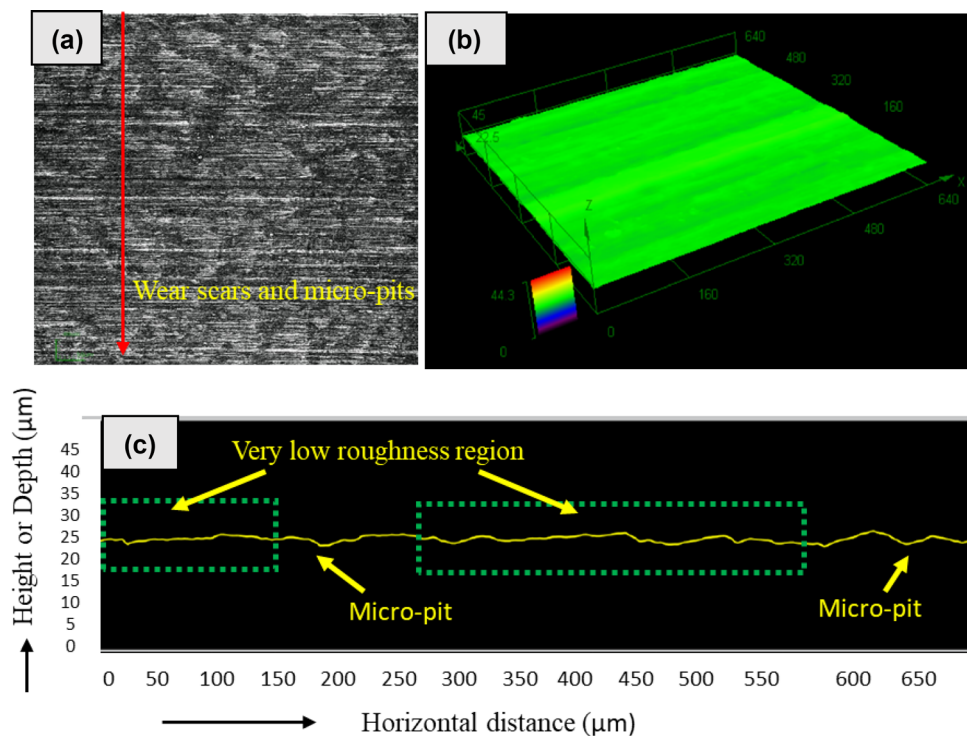 (a)
Wear scars and micro-pits
(b)
640
480
320
160
X
640
480
320
160
0
Z
45
22.5
44.3
0
(c)
Very low roughness region
Micro-pit
Micro-pit
Height or Depth (μm)
45
40
35
30
25
20
15
10
5
0
0 50 100 150 200 250 300 350 400 450 500 550 600 650
Horizontal distance (μm)